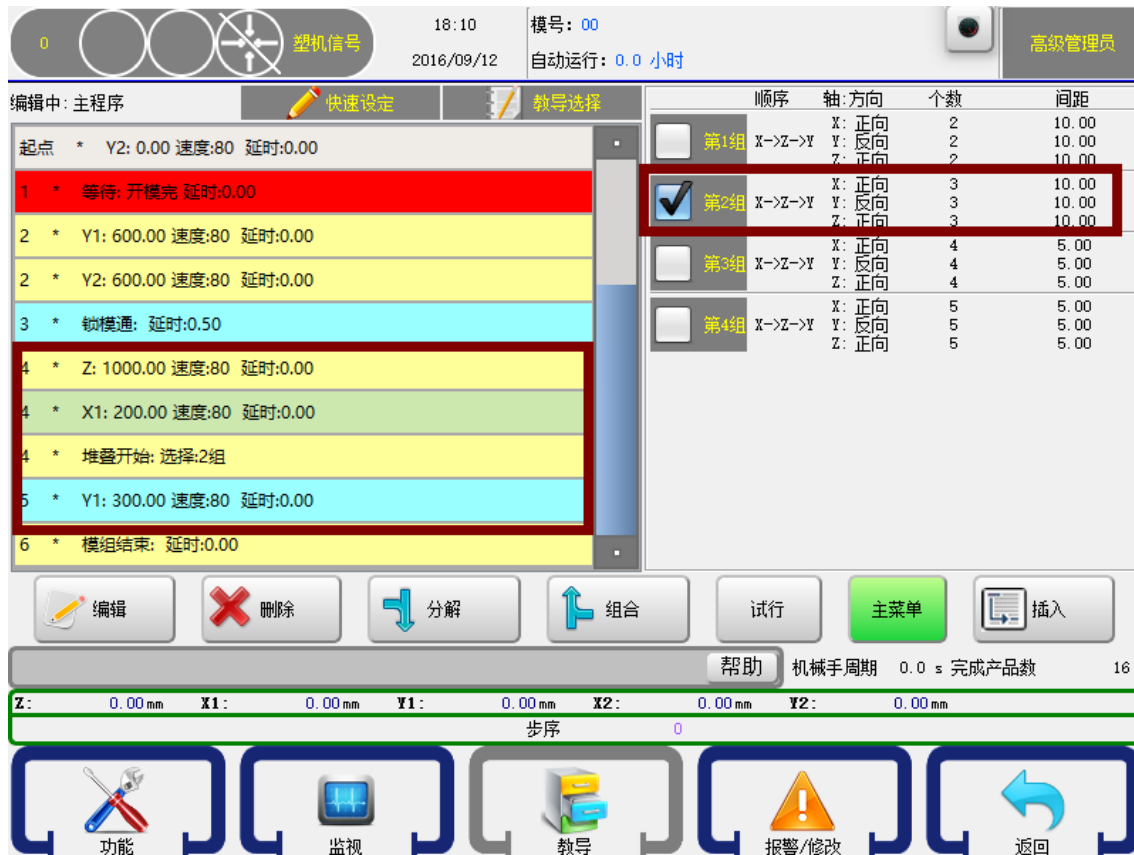 0 塑机信号
18:10
2016/09/12
模号: 00
自动运行: 0.0 小时
高级管理员
编辑中: 主程序 快速设定 教导选择
起点 * Y2: 0.00 速度:80 延时:0.00
1 * 等待: 开模完 延时:0.00
2 * Y1: 600.00 速度:80 延时:0.00
2 * Y2: 600.00 速度:80 延时:0.00
3 * 锁模通: 延时:0.50
4 * Z: 1000.00 速度:80 延时:0.00
4 * X1: 200.00 速度:80 延时:0.00
4 * 堆叠开始: 选择:2组
5 * Y1: 300.00 速度:80 延时:0.00
6 * 模组结束: 延时:0.00
顺序 轴:方向 个数 间距
X: 正向 2 10.00
第1组 X->Z->Y Y: 反向 2 10.00
Z: 正向 2 10.00
X: 正向 3 10.00
第2组 X->Z->Y Y: 反向 3 10.00
Z: 正向 3 10.00
X: 正向 4 5.00
第3组 X->Z->Y Y: 反向 4 5.00
Z: 正向 4 5.00
X: 正向 5 5.00
第4组 X->Z->Y Y: 反向 5 5.00
Z: 正向 5 5.00
编辑 删除 分解 组合 试行 主菜单 插入
帮助 机械手周期 0.0 s 完成产品数 16
Z: 0.00mm X1: 0.00mm Y1: 0.00mm X2: 0.00mm Y2: 0.00mm
步序 0
功能 监视 教导 报警/修改 返回